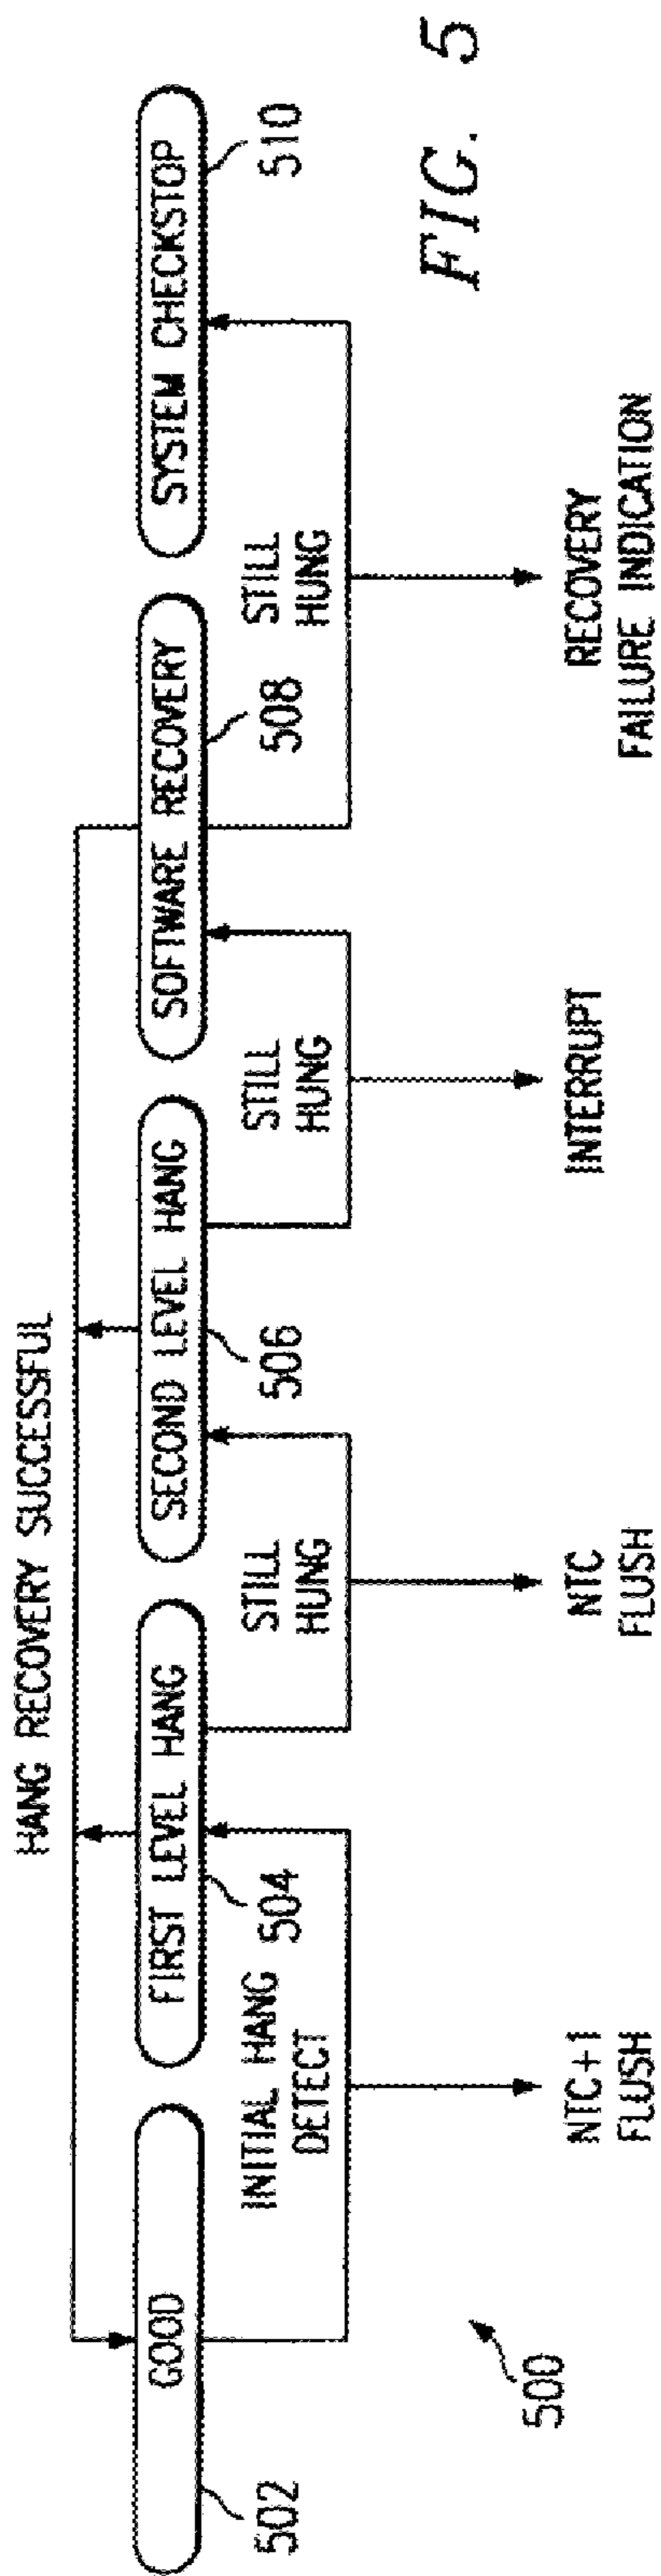 HANG RECOVERY SUCCESSFUL
GOOD
502
INITIAL HANG
DETECT
NTC+1
FLUSH
FIRST LEVEL HANG
504
STILL
HUNG
NTC
FLUSH
SECOND LEVEL HANG
506
STILL
HUNG
INTERRUPT
SOFTWARE RECOVERY
508
STILL
HUNG
RECOVERY
FAILURE INDICATION
SYSTEM CHECKSTOP
510
500
FIG. 5